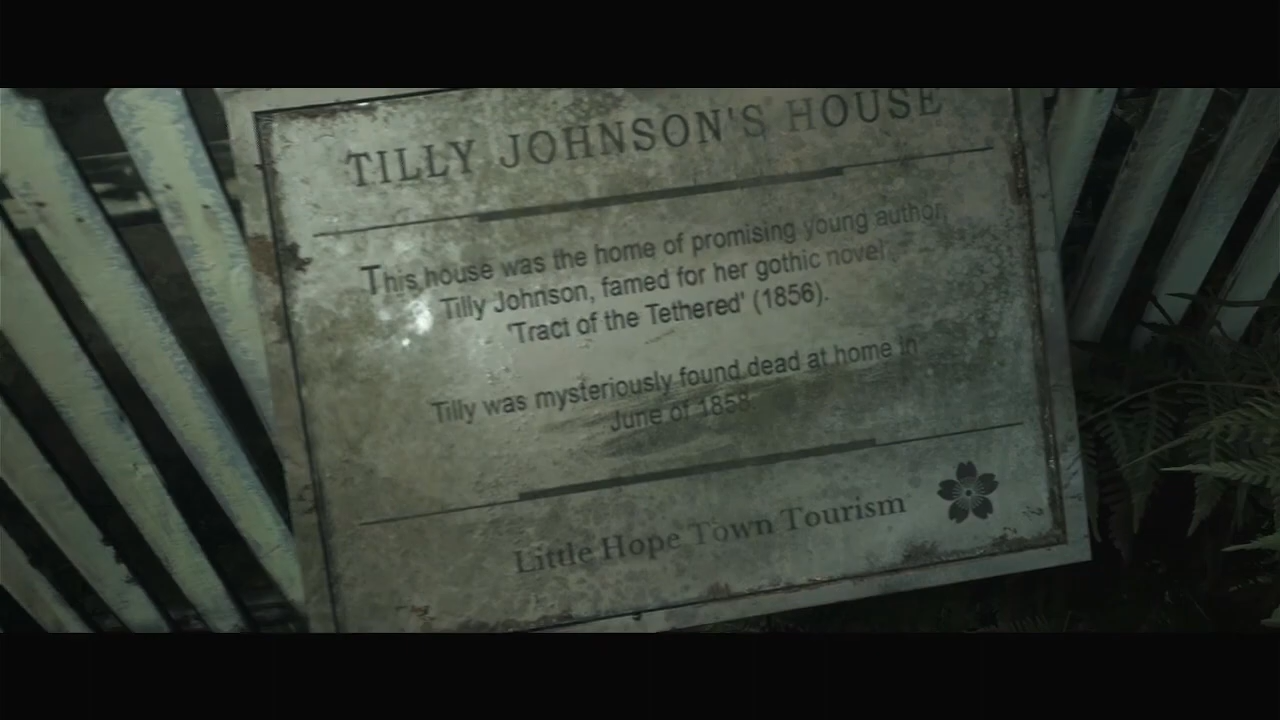 TILLY JOHNSON'S HOUSE
This house was the home of promising young author,
Tilly Johnson, famed for her gothic novel
'Tract of the Tethered' (1856).
Tilly was mysteriously found dead at home in
June of 1858.
Little Hope Town Tourism